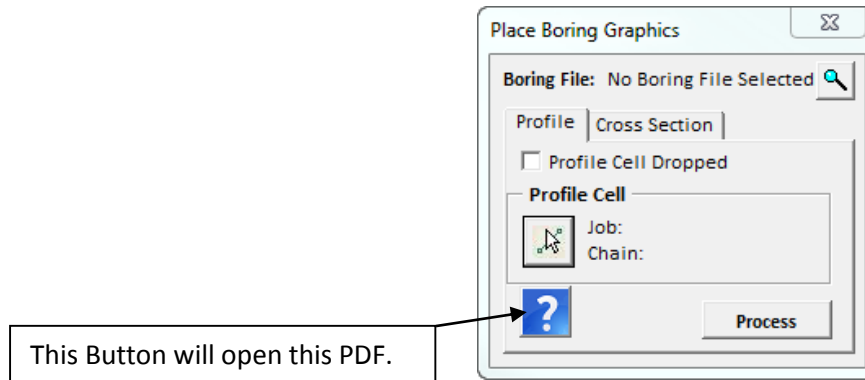 Place Boring Graphics
Boring File: No Boring File Selected
Profile
Cross Section
Profile Cell Dropped
Profile Cell
Job:
Chain:
?
Process
This Button will open this PDF.